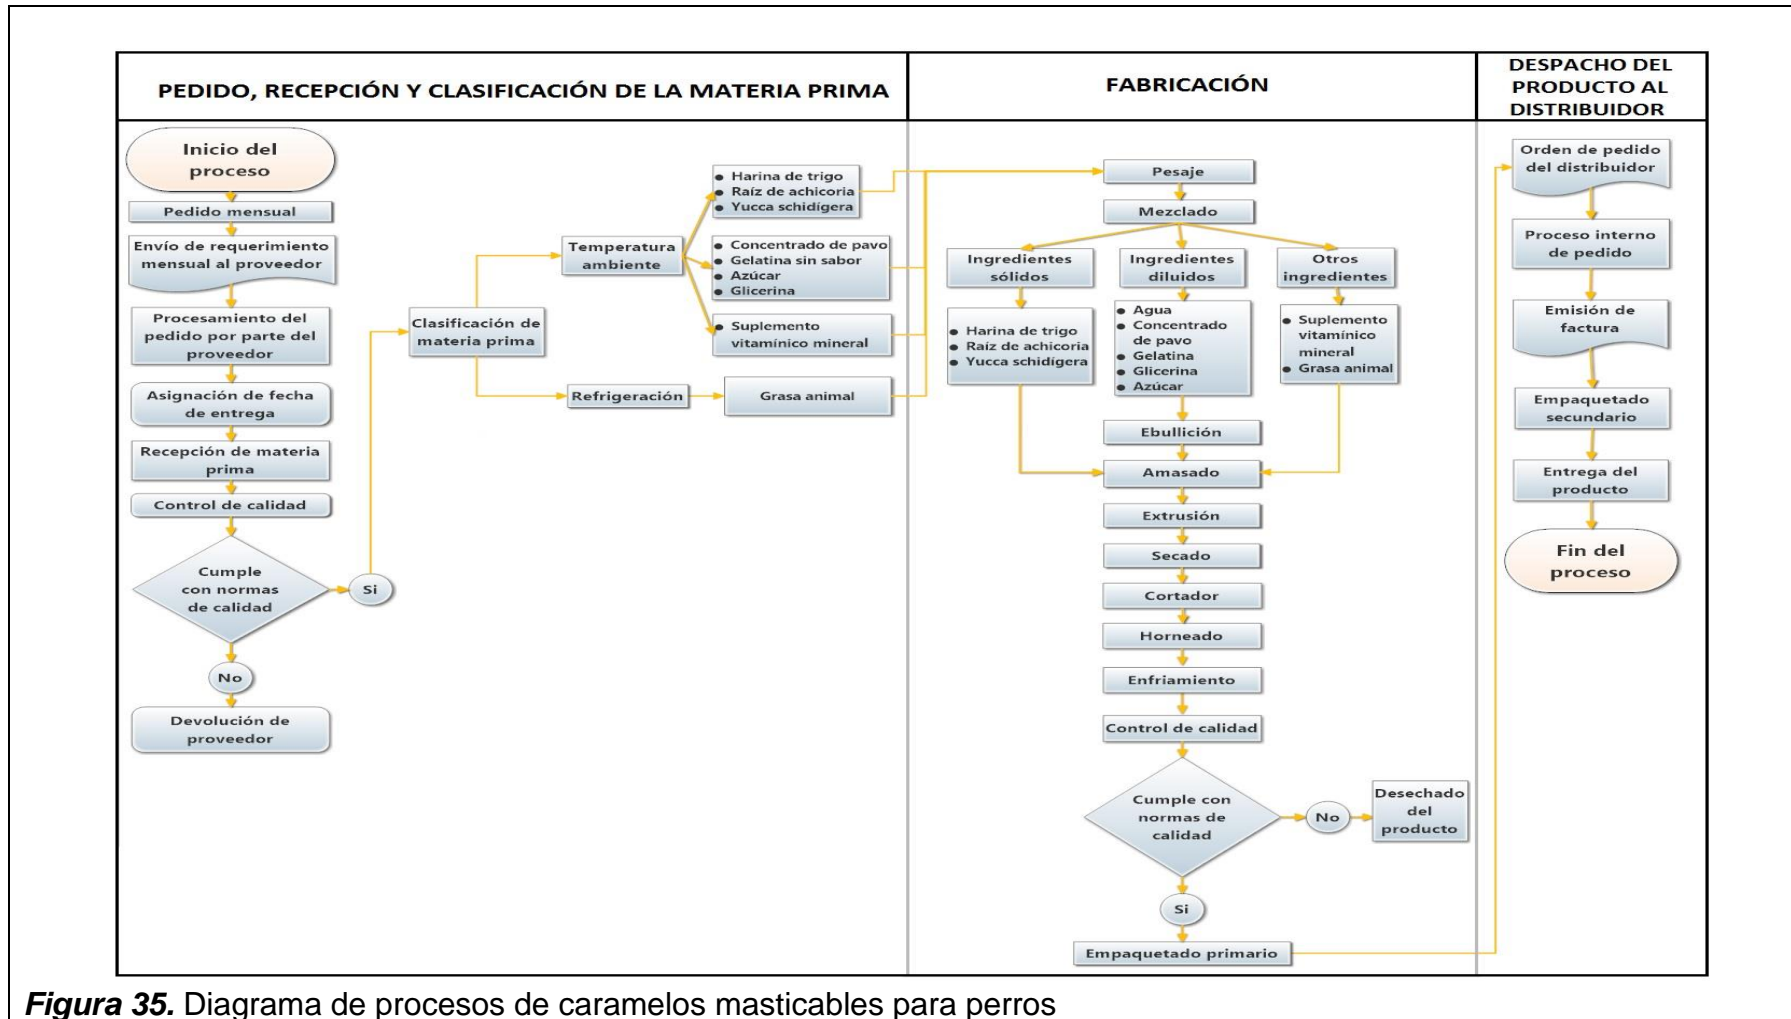 PEDIDO, RECEPCIÓN Y CLASIFICACIÓN DE LA MATERIA PRIMA
Inicio del
proceso
Pedido mensual
Envío de requerimiento
mensual al proveedor
Procesamiento del
pedido por parte del
proveedor
Asignación de fecha
de entrega
Recepción de materia
prima
Control de calidad
Cumple
con normas
de calidad
Si
No
Devolución de
proveedor
Clasificación de
materia prima
Temperatura
ambiente
● Harina de trigo
● Raíz de achicoria
● Yucca schidígera
● Concentrado de pavo
● Gelatina sin sabor
● Azúcar
● Glicerina
● Suplemento
vitamínico mineral
Refrigeración
Grasa animal
FABRICACIÓN
Pesaje
Mezclado
Ingredientes
sólidos
Ingredientes
diluidos
Otros
ingredientes
● Harina de trigo
● Raíz de achicoria
● Yucca schidígera
● Agua
● Concentrado
de pavo
● Gelatina
● Glicerina
● Azúcar
● Suplemento
vitamínico
mineral
● Grasa animal
Ebullición
Amasado
Extrusión
Secado
Cortador
Horneado
Enfriamiento
Control de calidad
Cumple con
normas de
calidad
No
Desechado
del
producto
Si
Empaquetado primario
DESPACHO DEL
PRODUCTO AL
DISTRIBUIDOR
Orden de pedido
del distribuidor
Proceso interno
de pedido
Emisión de
factura
Empaquetado
secundario
Entrega del
producto
Fin del
proceso
Figura 35. Diagrama de procesos de caramelos masticables para perros